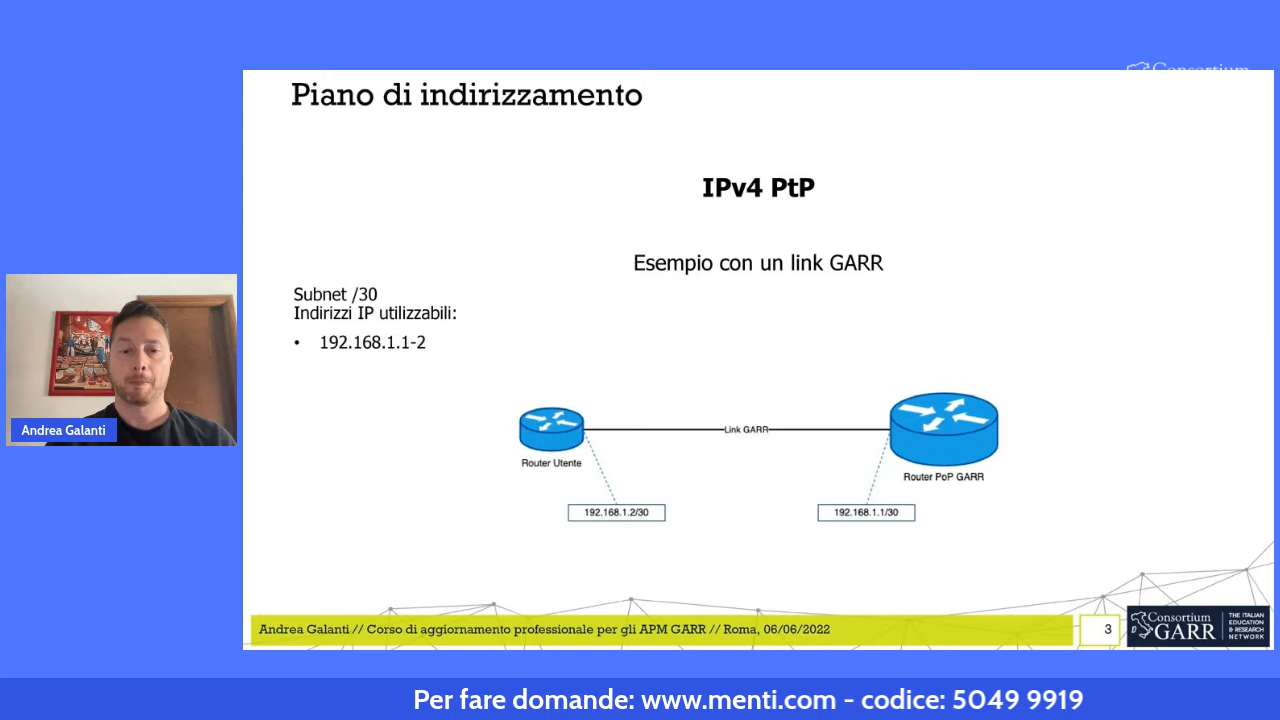 Consortium
Piano di indirizzamento
IPv4 PtP
Esempio con un link GARR
Subnet /30
Indirizzi IP utilizzabili:
• 192.168.1.1-2
Link GARR
Router Utente
Router PoP GARR
192.168.1.2/30
192.168.1.1/30
Andrea Galanti
Andrea Galanti // Corso di aggiornamento professionale per gli APM GARR // Roma, 06/06/2022
3
Consortium
GARR
THE ITALIAN
EDUCATION
& RESEARCH
NETWORK
Per fare domande: www.menti.com - codice: 5049 9919